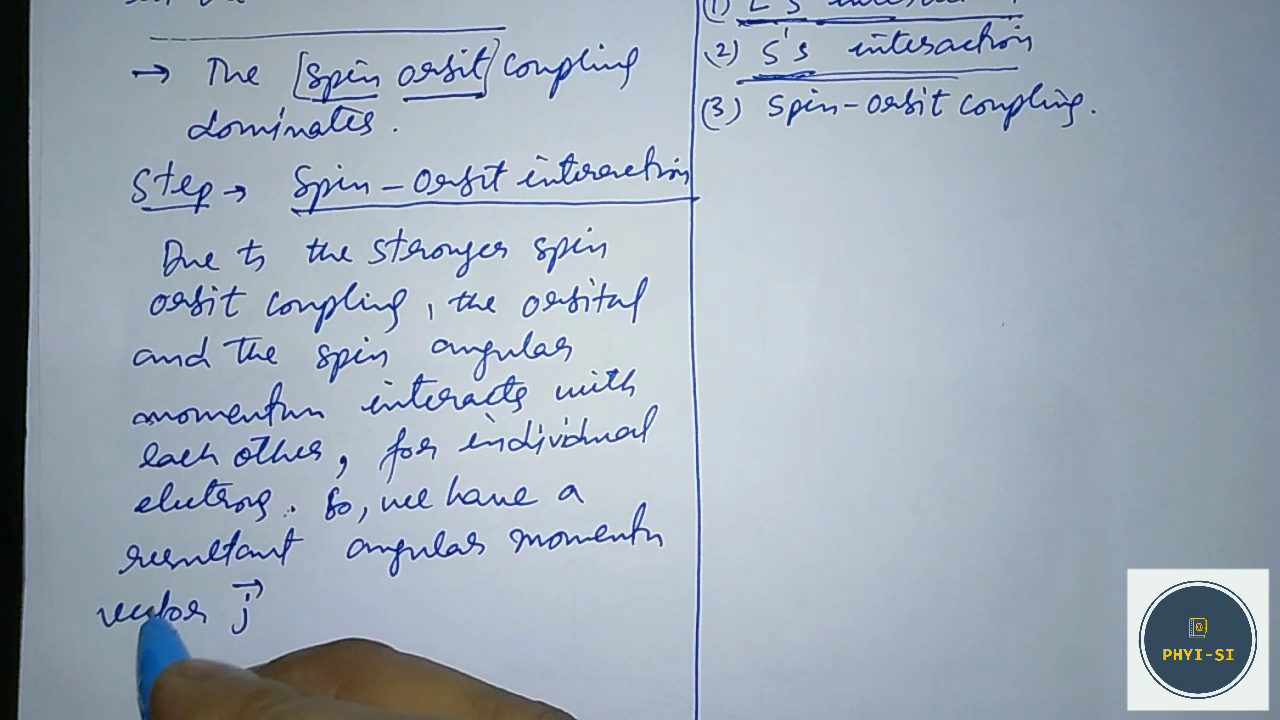 → The [spin orbit] coupling
dominates.
Step → Spin - orbit interaction
Due to the stronger spin
orbit coupling, the orbital
and the spin angular
momentum interacts with
each other, for individual
electrons. So, we have a
resultant angular momentum
vector j
(1)
(2) S's interaction
(3) Spin-orbit coupling.
PHYI-SI